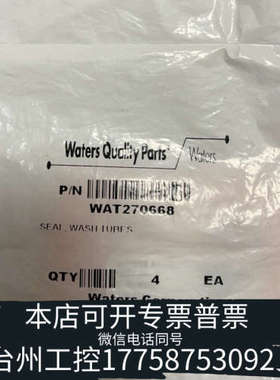 Waters Quality Parts
Waters
P/N
WAT270668
SEAL, WASH TUBES
QTY 4 EA
本店可开专票普票
微信电话同号
台州工控17758753092